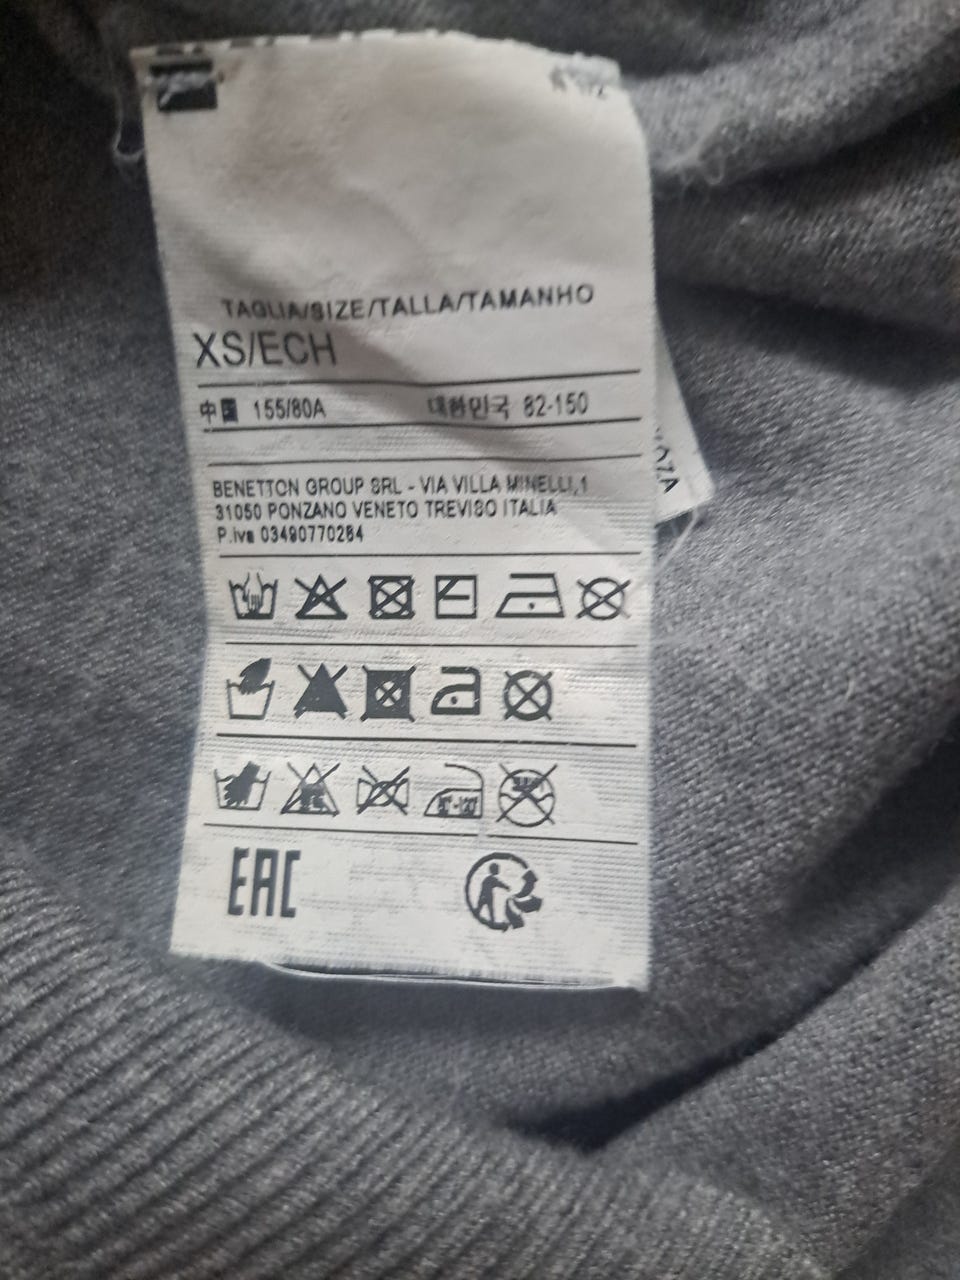 TAGLIA/SIZE/TALLA/TAMANHO
XS/ECH
中国 155/80A 대한민국 82-150
BENETTON GROUP SRL - VIA VILLA MINELLI,1
31050 PONZANO VENETO TREVISO ITALIA
P.iva 03490770264
EAC